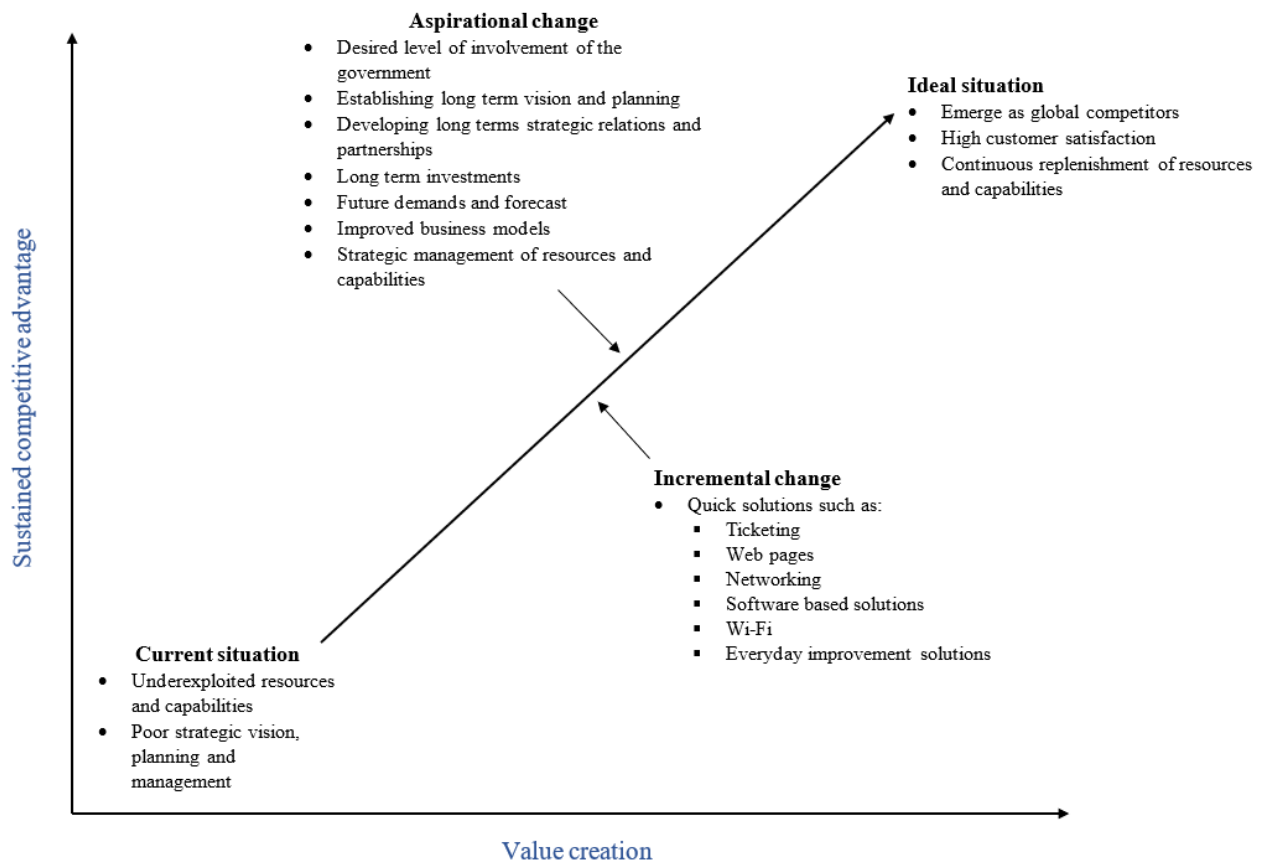 Aspirational change
• Desired level of involvement of the
government
• Establishing long term vision and planning
• Developing long terms strategic relations and
partnerships
• Long term investments
• Future demands and forecast
• Improved business models
• Strategic management of resources and
capabilities
Ideal situation
• Emerge as global competitors
• High customer satisfaction
• Continuous replenishment of resources
and capabilities
Sustained competitive advantage
Incremental change
• Quick solutions such as:
▪ Ticketing
▪ Web pages
▪ Networking
▪ Software based solutions
▪ Wi-Fi
▪ Everyday improvement solutions
Current situation
• Underexploited resources
and capabilities
• Poor strategic vision,
planning and
management
Value creation